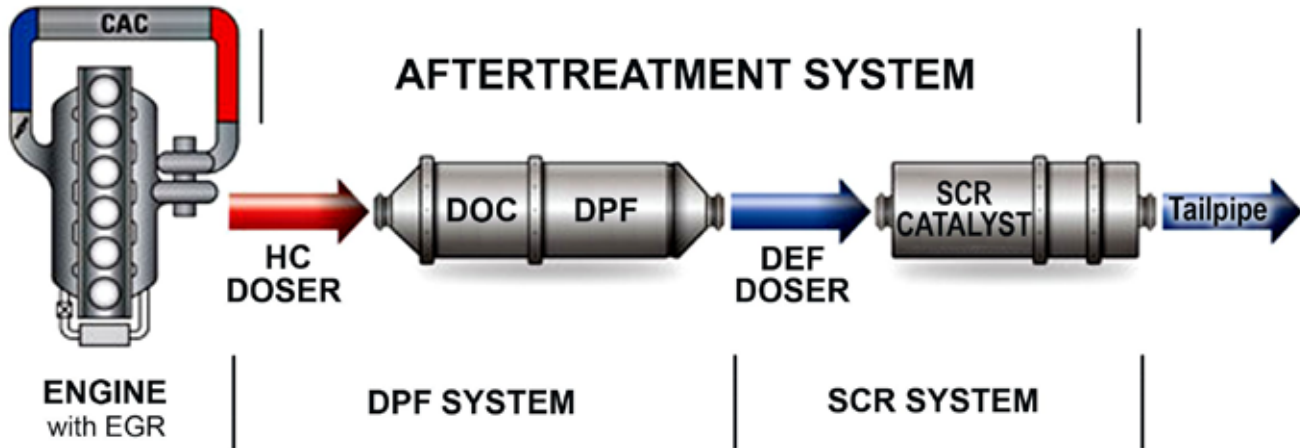 CAC
AFTERTREATMENT SYSTEM
DOC
DPF
SCR
CATALYST
Tailpipe
HC
DOSER
DEF
DOSER
ENGINE
with EGR
DPF SYSTEM
SCR SYSTEM